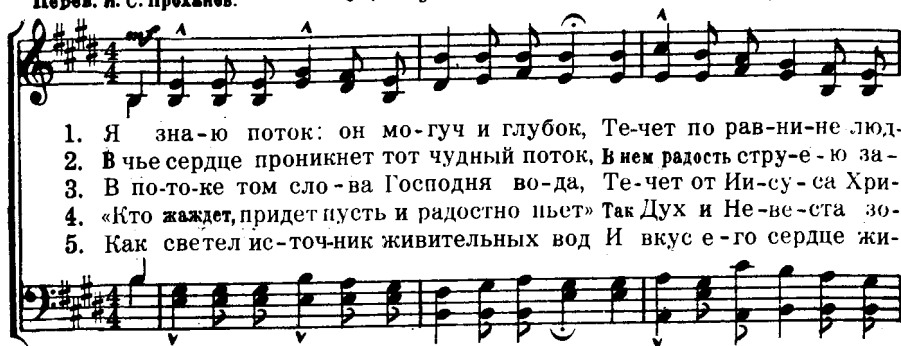 Перев. И. С. Проханов.
mf
1. Я зна-ю поток: он мо-гуч и глубок, Те-чет по рав-ни-не люд-
2. В чье сердце проникнет тот чудный поток, В нем радость стру-е-ю за-
3. В по-то-ке том сло-ва Господня во-да, Те-чет от Ии-су-са Хри-
4. «Кто жаждет, придет пусть и радостно пьет» Так Дух и Не-ве-ста зо-
5. Как светел ис-точ-ник живительных вод И вкус е-го сердце жи-